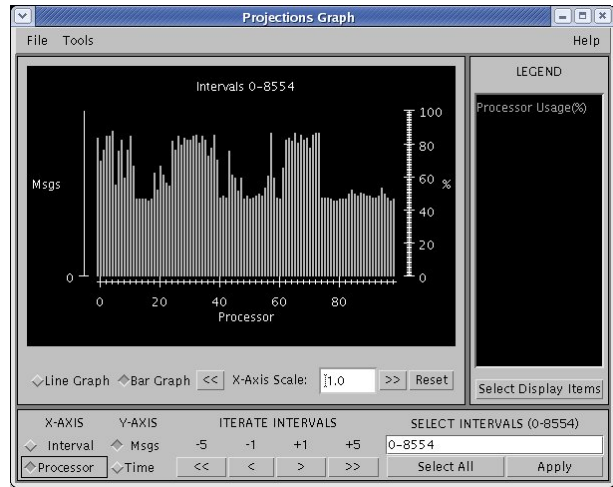 Projections Graph
File Tools Help
Intervals 0-8554
Msgs
0
100
80
60
%
40
20
0
0 20 40 60 80
Processor
LEGEND
Processor Usage(%)
Line Graph Bar Graph << X-Axis Scale: 1.0 >> Reset
Select Display Items
X-AXIS Y-AXIS ITERATE INTERVALS SELECT INTERVALS (0-8554)
Interval Msgs -5 -1 +1 +5 0-8554
Processor Time << < > >> Select All Apply